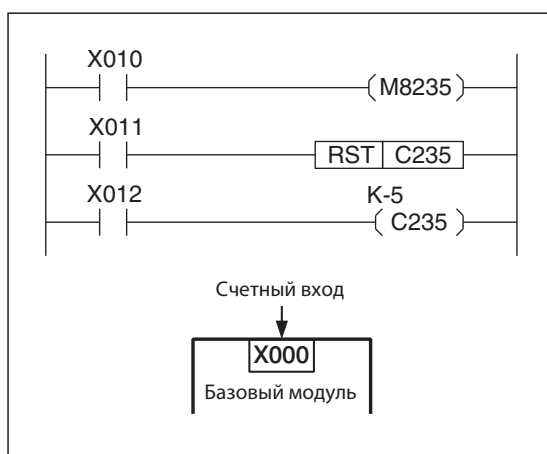 X010
M8235
X011
RST C235
X012
K-5
C235
Счетный вход
X000
Базовый модуль